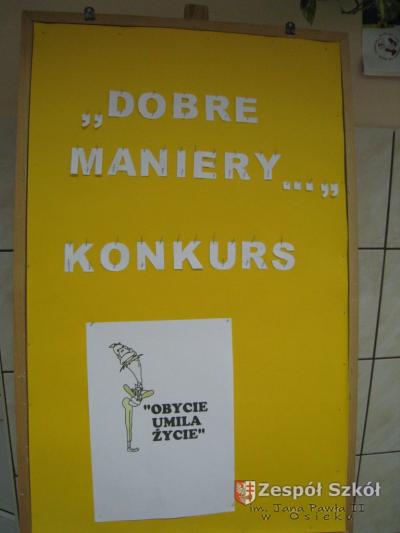 „DOBRE
MANIERY...„
KONKURS
"OBYCIE
UMILA
ŻYCIE"
Zespół Szkół
im. Jana Pawła II
w Osieku